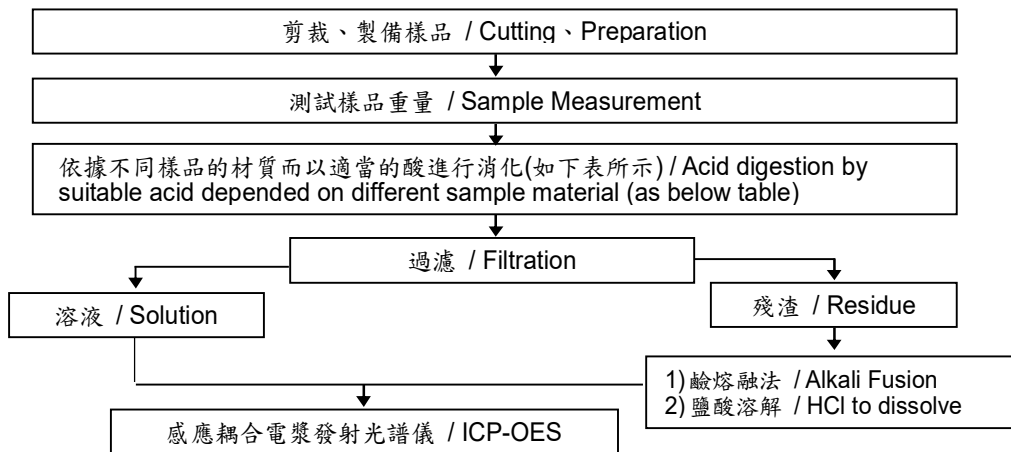 剪裁、製備樣品 / Cutting、Preparation
測試樣品重量 / Sample Measurement
依據不同樣品的材質而以適當的酸進行消化(如下表所示) / Acid digestion by
suitable acid depended on different sample material (as below table)
過濾 / Filtration
溶液 / Solution
殘渣 / Residue
1) 鹼熔融法 / Alkali Fusion
2) 鹽酸溶解 / HCl to dissolve
感應耦合電漿發射光譜儀 / ICP-OES